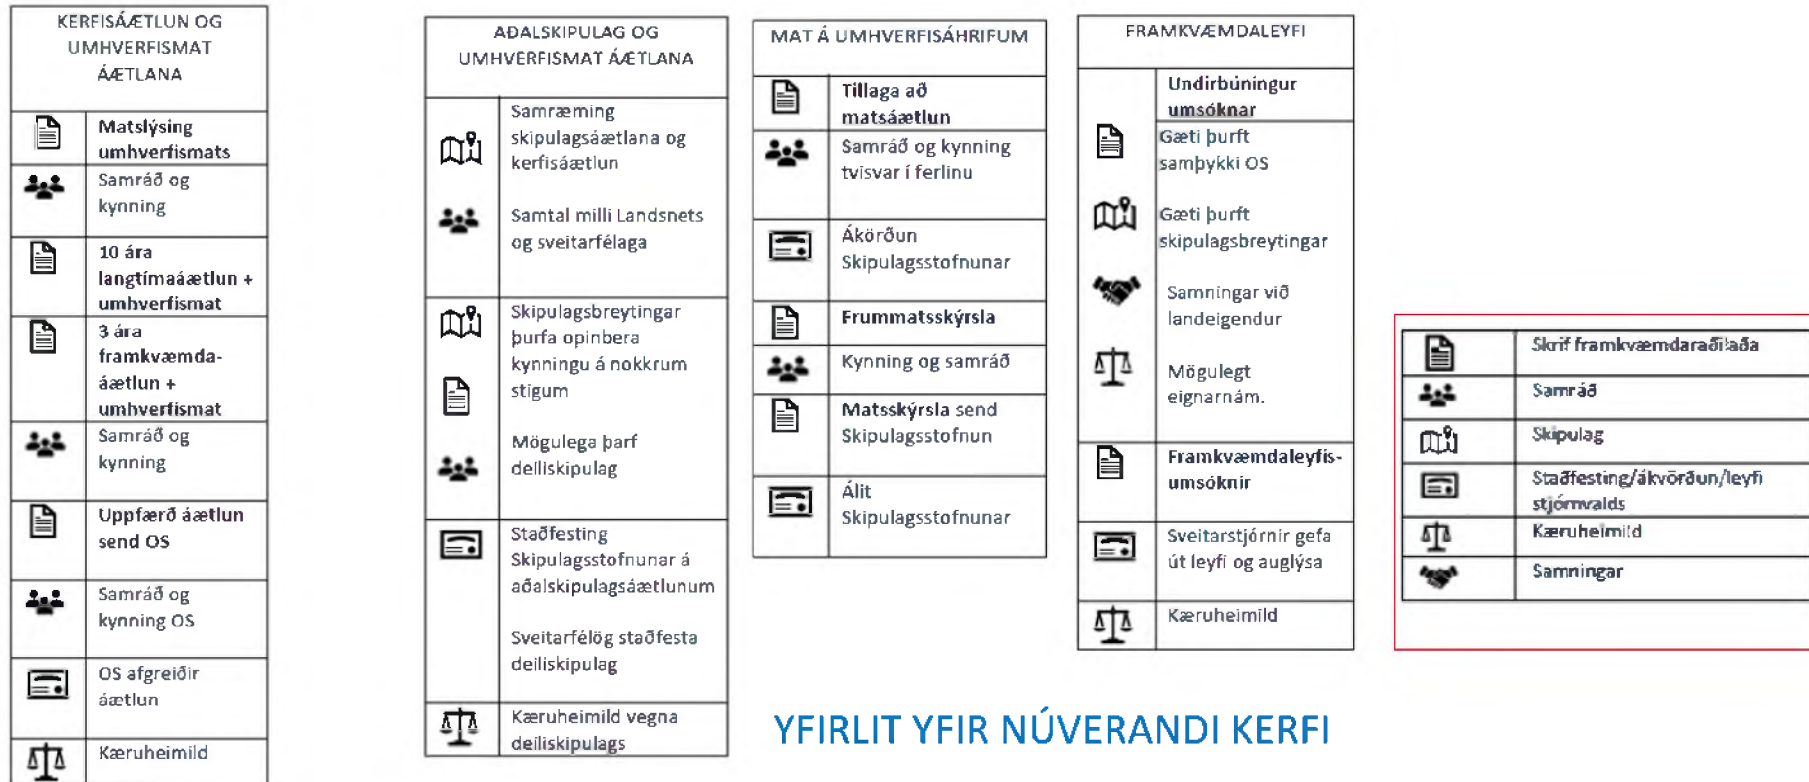 KERFISÁÆTLUN OG
UMHVERFISMAT
ÁÆTLANA
Matslýsing
umhverfismats
Samráð og
kynning
10 ára
langtímaáætlun +
umhverfismat
3 ára
framkvæmda-
áætlun +
umhverfismat
Samráð og
kynning
Uppfærð áætlun
send OS
Samráð og
kynning OS
OS afgreiðir
áætlun
Kæruheimild
AÐALSKIPULAG OG
UMHVERFISMAT ÁÆTLANA
Samræming
skipulagsáætlana og
kerfisáætlun
Samtal milli Landsnets
og sveitarfélaga
Skipulagsbreytingar
þurfa opinbera
kynningu á nokkrum
stigum
Mögulega þarf
deiliskipulag
Staðfesting
Skipulagsstofnunar á
aðalskipulagsáætlunum
Sveitarfélög staðfesta
deiliskipulag
Kæruheimild vegna
deiliskipulags
MAT Á UMHVERFISÁHRIFUM
Tillaga að
matsáætlun
Samráð og kynning
tvisvar í ferlinu
Ákörðun
Skipulagsstofnunar
Frummatsskýrsla
Kynning og samráð
Matsskýrsla send
Skipulagsstofnun
Álit
Skipulagsstofnunar
FRAMKVÆMDALEYFI
Undirbúningur
umsóknar
Gæti þurft
samþykki OS
Gæti þurft
skipulagsbreytingar
Samningar við
landeigendur
Mögulegt
eignarnám.
Framkvæmdaleyfis-
umsóknir
Sveitarstjórnir gefa
út leyfi og auglýsa
Kæruheimild
Skrif framkvæmdaraðilaða
Samráð
Skipulag
Staðfesting/ákvörðun/leyfi
stjórnvalds
Kæruheimild
Samningar
YFIRLIT YFIR NÚVERANDI KERFI